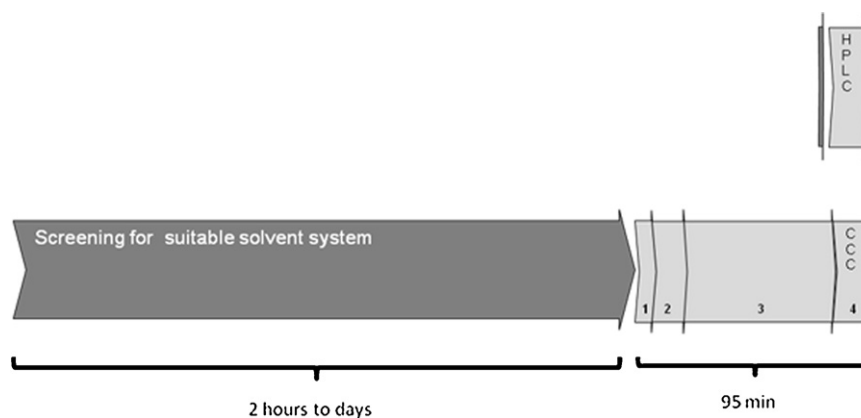 H
P
L
C
Screening for suitable solvent system
C
C
C
1 2 3 4
2 hours to days
95 min